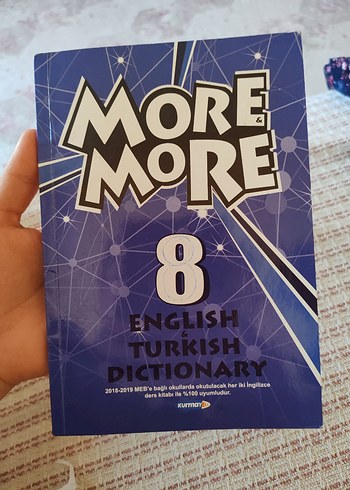 MORE
&
MORE
8
ENGLISH
&
TURKISH
DICTIONARY
2018-2019 MEB'e bağlı okullarda okutulacak her iki İngilizce
ders kitabı ile %100 uyumludur.